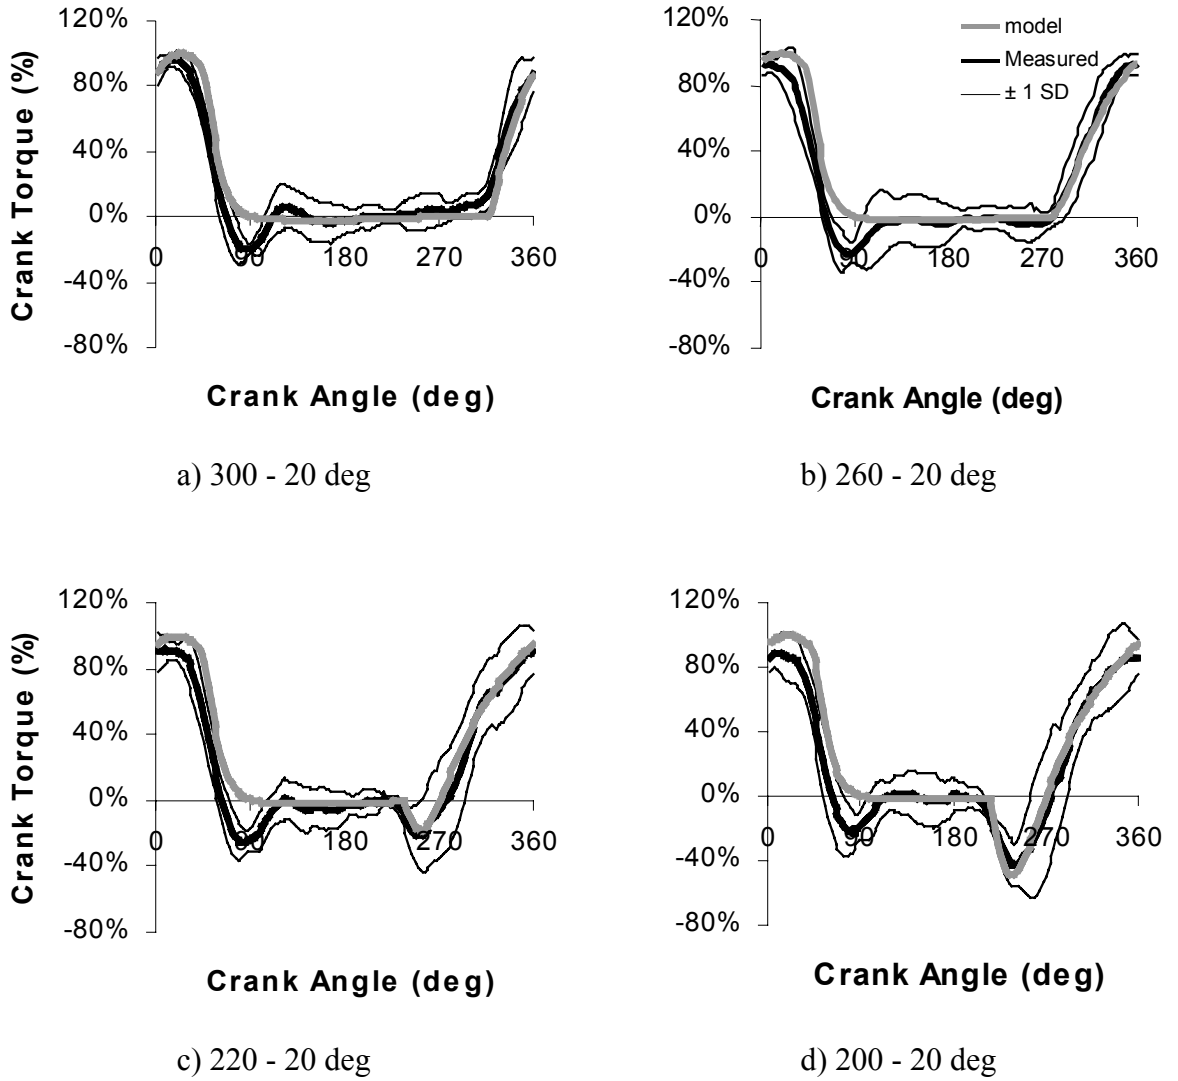 120%
80%
40%
0%
-40%
-80%
Crank Torque (%)
0 90 180 270 360
Crank Angle (deg)
a) 300 - 20 deg
120%
80%
40%
0%
-40%
-80%
model
Measured
± 1 SD
0 90 180 270 360
Crank Angle (deg)
b) 260 - 20 deg
120%
80%
40%
0%
-40%
-80%
Crank Torque (%)
0 90 180 270 360
Crank Angle (deg)
c) 220 - 20 deg
120%
80%
40%
0%
-40%
-80%
0 90 180 270 360
Crank Angle (deg)
d) 200 - 20 deg